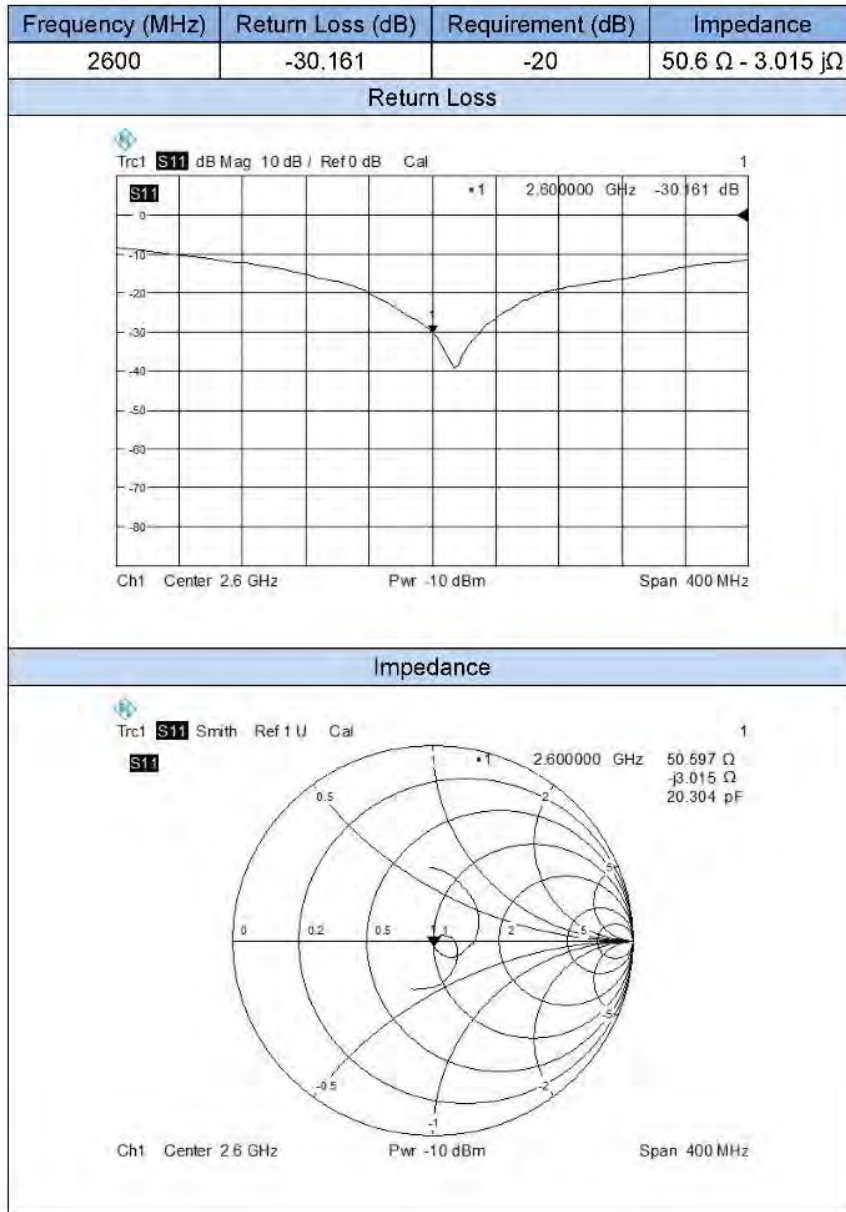 Frequency (MHz) Return Loss (dB) Requirement (dB) Impedance
2600 -30.161 -20 50.6 Ω - 3.015 jΩ
Return Loss
Trc1 S11 dB Mag 10 dB / Ref 0 dB Cal 1
S11 •1 2.600000 GHz -30.161 dB
0
-10
-20
1
-30
-40
-50
-60
-70
-80
Ch1 Center 2.6 GHz Pwr -10 dBm Span 400 MHz
Impedance
Trc1 S11 Smith Ref 1 U Cal 1
S11 1 •1 2.600000 GHz 50.597 Ω
-j3.015 Ω
20.304 pF
0.5 2
5
0 0.2 0.5 1 1 2 5
-5
-0.5 -2
-1
Ch1 Center 2.6 GHz Pwr -10 dBm Span 400 MHz